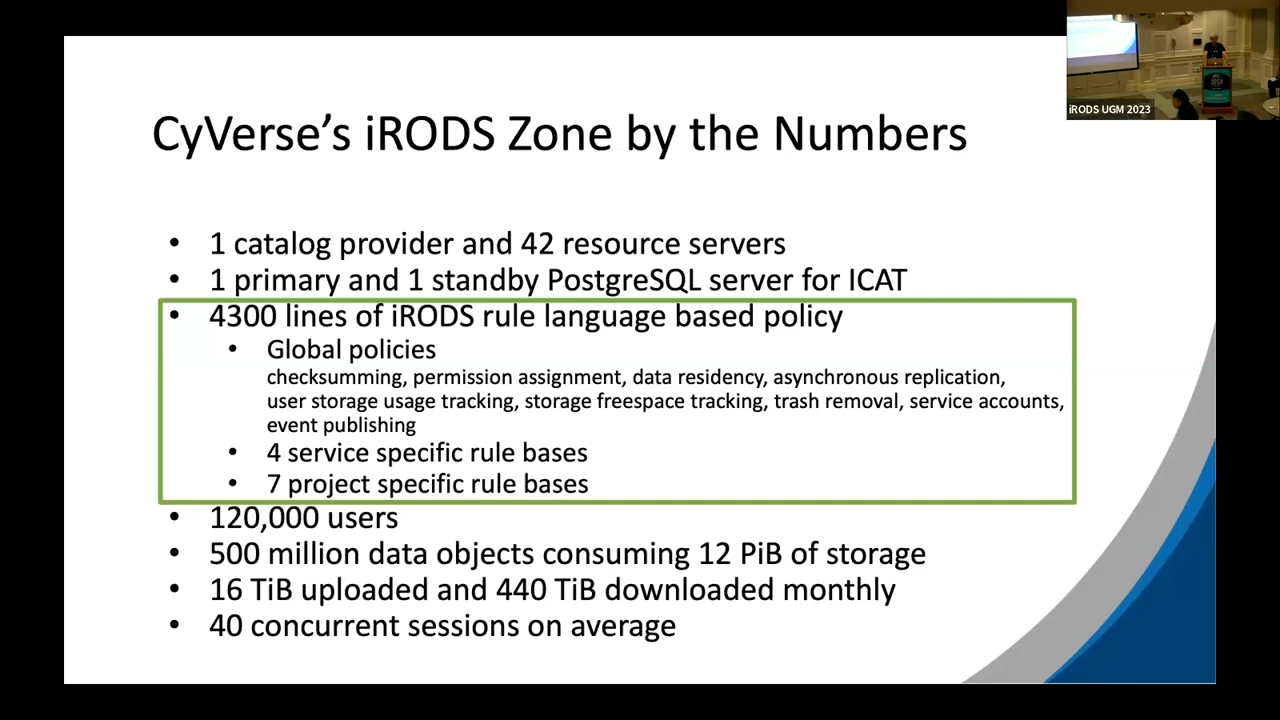 iRODS UGM 2023
CyVerse’s iRODS Zone by the Numbers
• 1 catalog provider and 42 resource servers
• 1 primary and 1 standby PostgreSQL server for ICAT
• 4300 lines of iRODS rule language based policy
• Global policies
checksumming, permission assignment, data residency, asynchronous replication,
user storage usage tracking, storage freespace tracking, trash removal, service accounts,
event publishing
• 4 service specific rule bases
• 7 project specific rule bases
• 120,000 users
• 500 million data objects consuming 12 PiB of storage
• 16 TiB uploaded and 440 TiB downloaded monthly
• 40 concurrent sessions on average